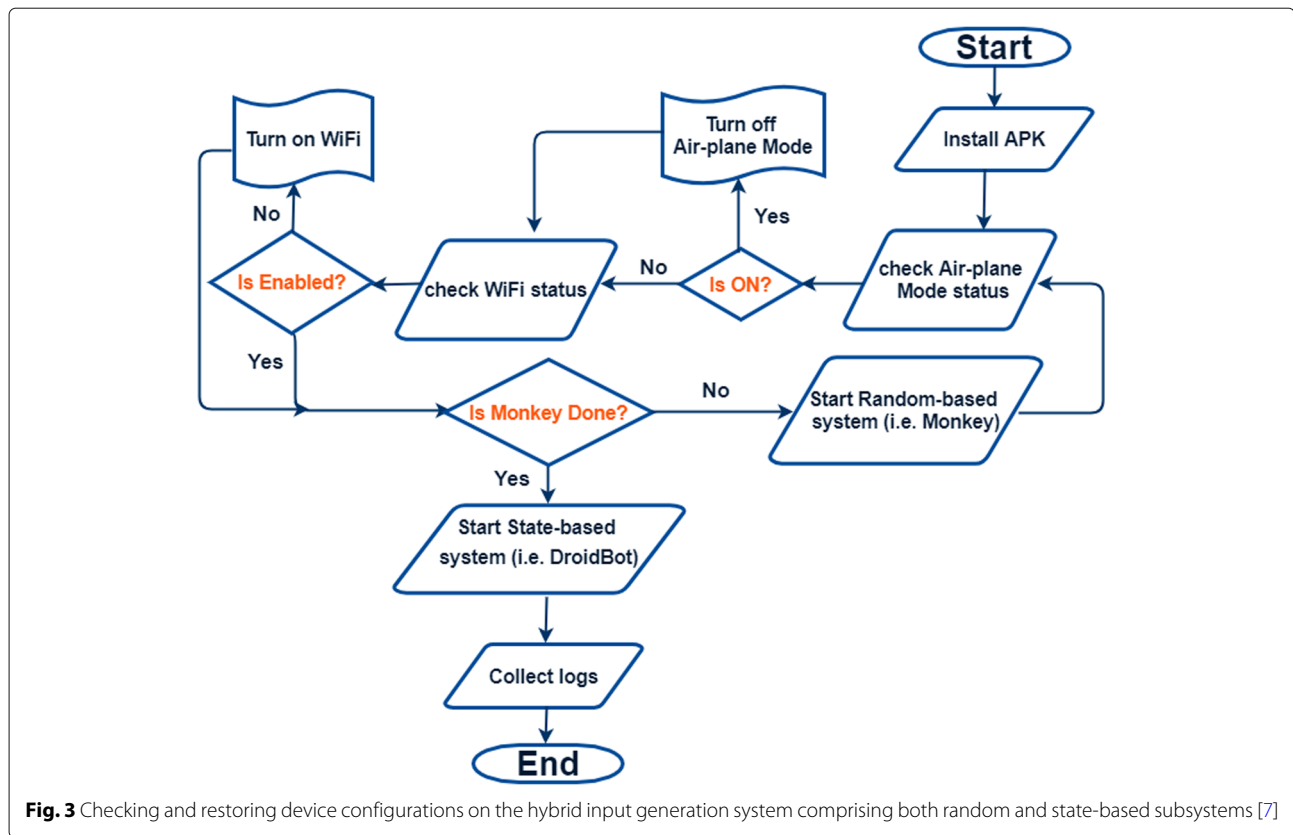 Start
Install APK
check Air-plane
Mode status
Is ON?
Yes
No
Turn off
Air-plane Mode
check WiFi status
Is Enabled?
No
Yes
Turn on WiFi
Is Monkey Done?
No
Yes
Start Random-based
system (i.e. Monkey)
Start State-based
system (i.e. DroidBot)
Collect logs
End
Fig. 3 Checking and restoring device configurations on the hybrid input generation system comprising both random and state-based subsystems [7]